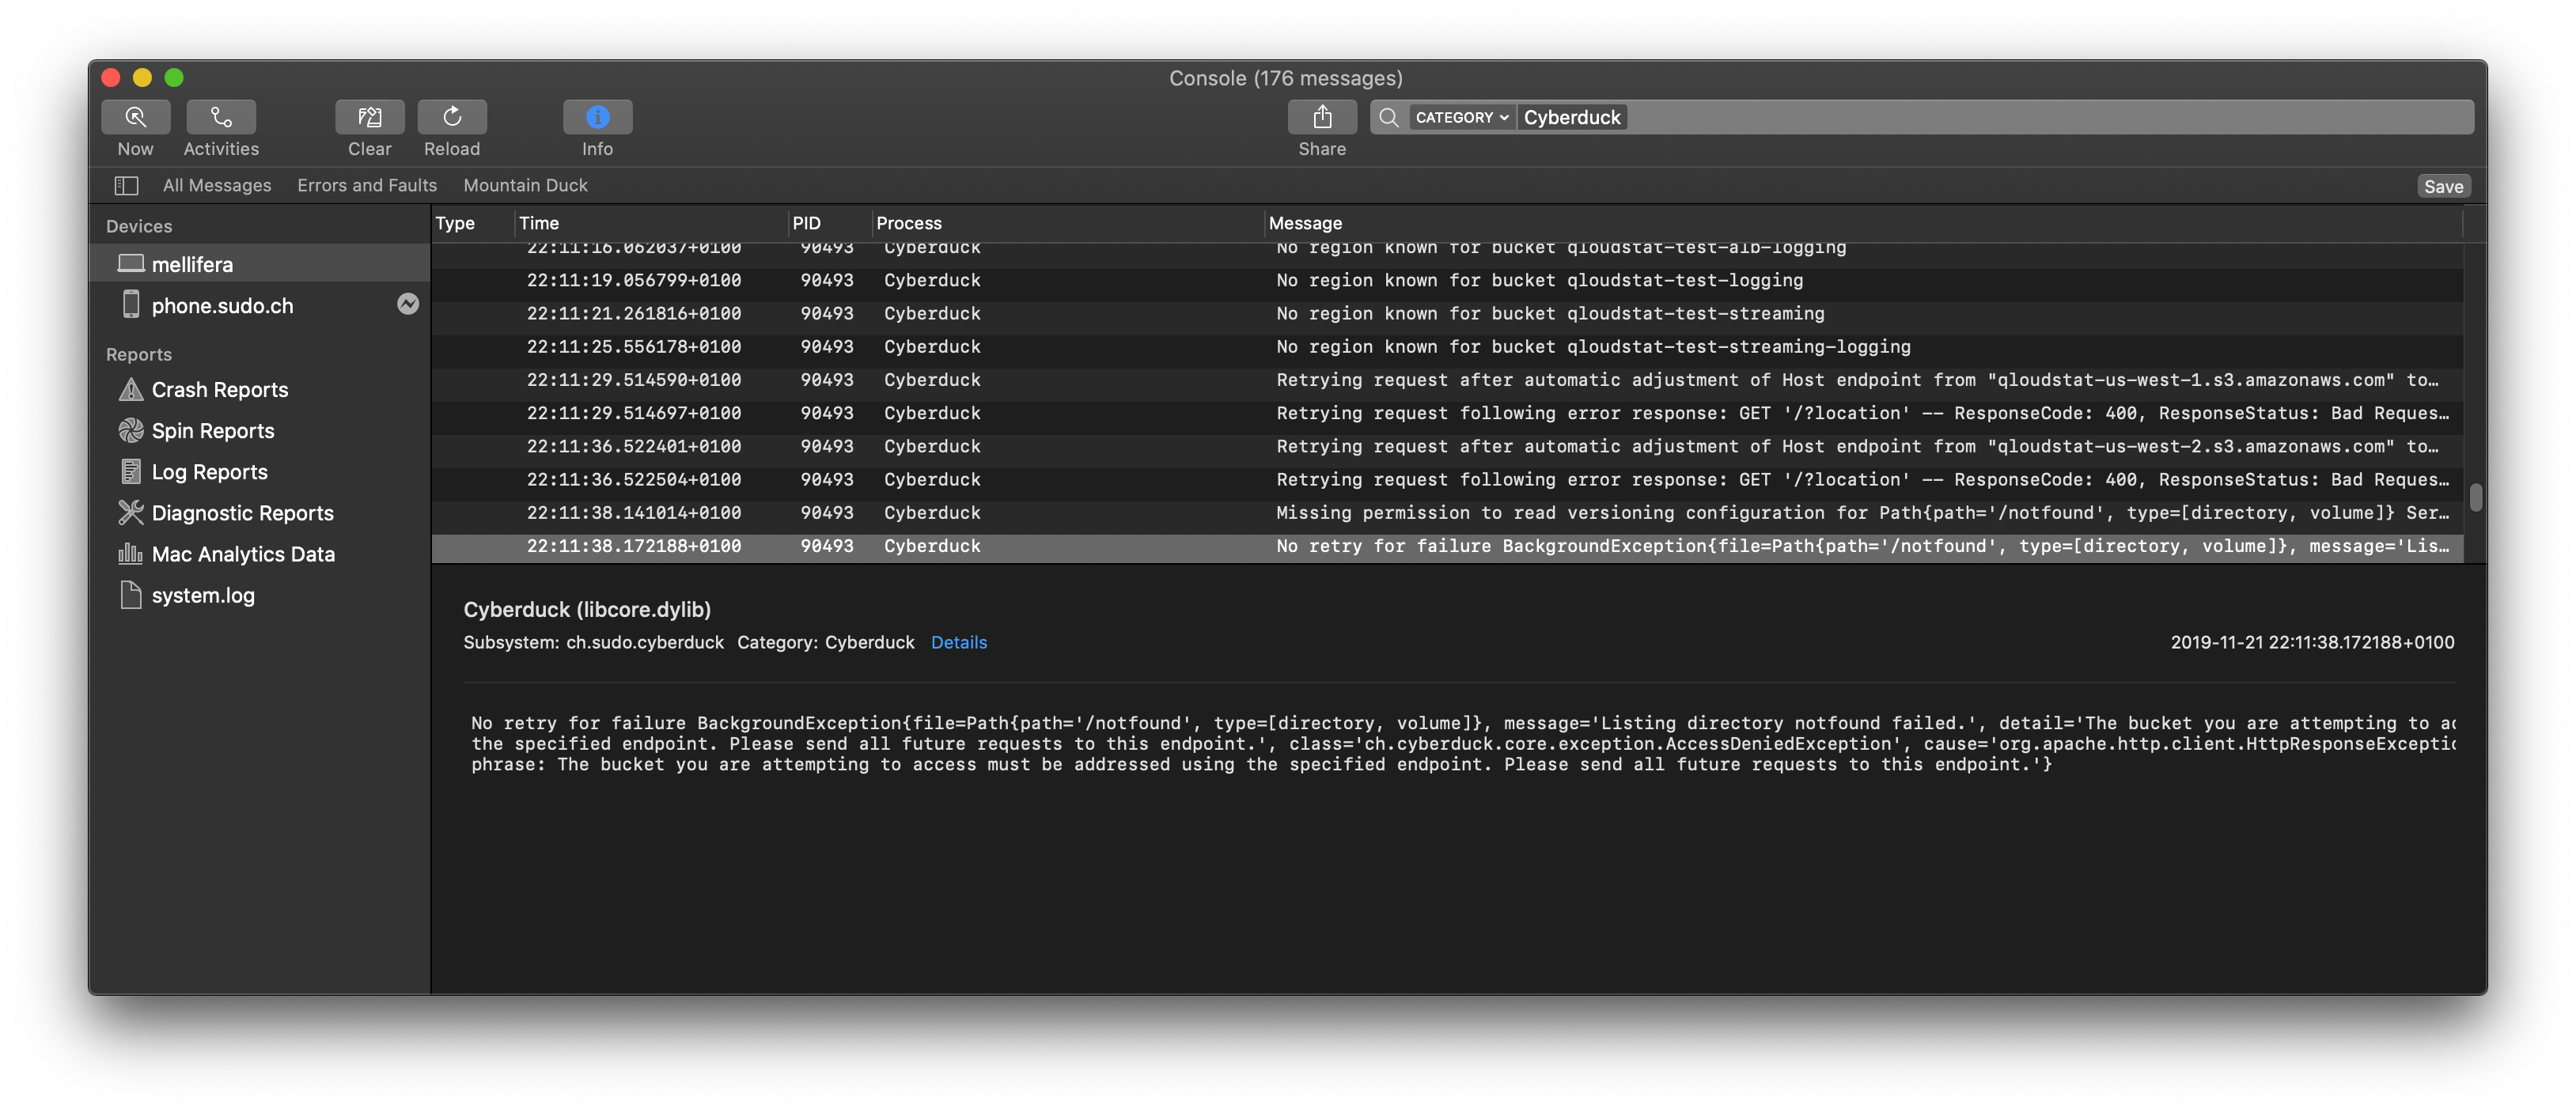 Console (176 messages)
Now
Activities
Clear
Reload
Info
Share
CATEGORY Cyberduck
All Messages
Errors and Faults
Mountain Duck
Save
Devices
mellifera
phone.sudo.ch
Reports
Crash Reports
Spin Reports
Log Reports
Diagnostic Reports
Mac Analytics Data
system.log
Type Time PID Process Message
22:11:16.062037+0100 90493 Cyberduck No region known for bucket qloudstat-test-alb-logging
22:11:19.056799+0100 90493 Cyberduck No region known for bucket qloudstat-test-logging
22:11:21.261816+0100 90493 Cyberduck No region known for bucket qloudstat-test-streaming
22:11:25.556178+0100 90493 Cyberduck No region known for bucket qloudstat-test-streaming-logging
22:11:29.514590+0100 90493 Cyberduck Retrying request after automatic adjustment of Host endpoint from "qloudstat-us-west-1.s3.amazonaws.com" to…
22:11:29.514697+0100 90493 Cyberduck Retrying request following error response: GET '/?location' -- ResponseCode: 400, ResponseStatus: Bad Reques…
22:11:36.522401+0100 90493 Cyberduck Retrying request after automatic adjustment of Host endpoint from "qloudstat-us-west-2.s3.amazonaws.com" to…
22:11:36.522504+0100 90493 Cyberduck Retrying request following error response: GET '/?location' -- ResponseCode: 400, ResponseStatus: Bad Reques…
22:11:38.141014+0100 90493 Cyberduck Missing permission to read versioning configuration for Path{path='/notfound', type=[directory, volume]} Ser…
22:11:38.172188+0100 90493 Cyberduck No retry for failure BackgroundException{file=Path{path='/notfound', type=[directory, volume]}, message='Lis…
Cyberduck (libcore.dylib)
Subsystem: ch.sudo.cyberduck Category: Cyberduck Details 2019-11-21 22:11:38.172188+0100
No retry for failure BackgroundException{file=Path{path='/notfound', type=[directory, volume]}, message='Listing directory notfound failed.', detail='The bucket you are attempting to ac
the specified endpoint. Please send all future requests to this endpoint.', class='ch.cyberduck.core.exception.AccessDeniedException', cause='org.apache.http.client.HttpResponseExceptio
phrase: The bucket you are attempting to access must be addressed using the specified endpoint. Please send all future requests to this endpoint.'}